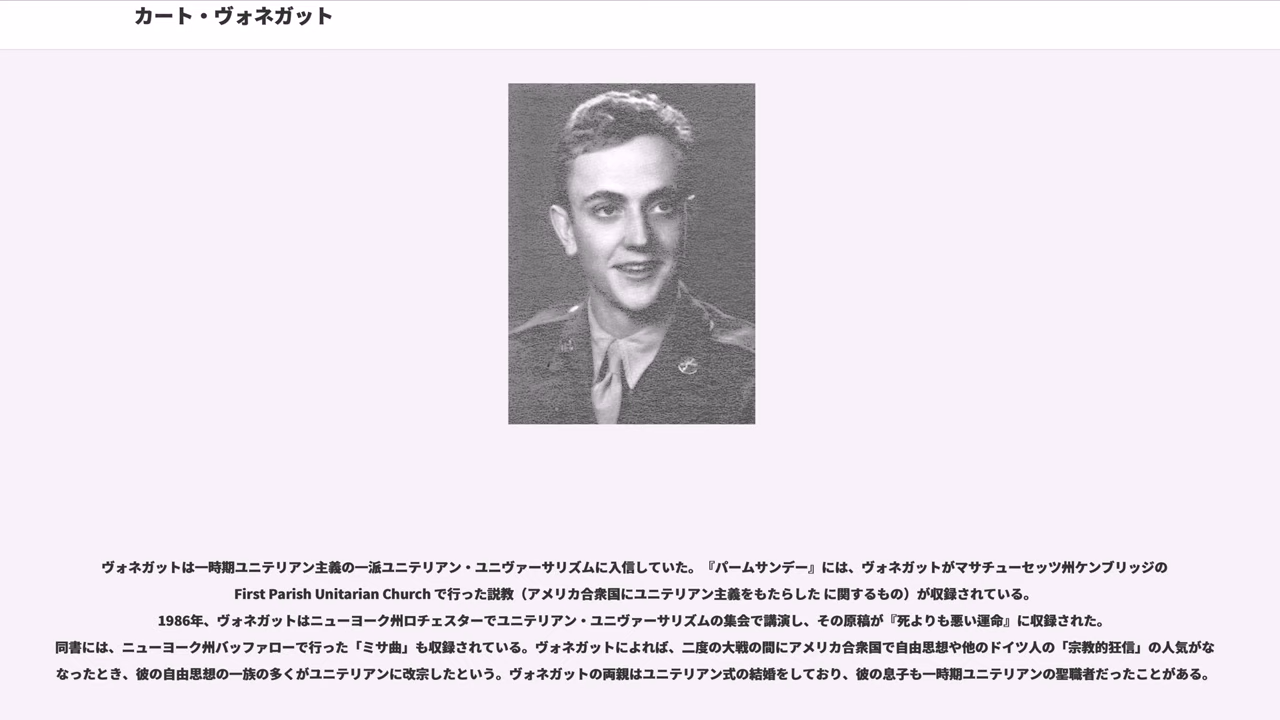 カート・ヴォネガット
ヴォネガットは一時期ユニテリアン主義の一派ユニテリアン・ユニヴァーサリズムに入信していた。『パームサンデー』には、ヴォネガットがマサチューセッツ州ケンブリッジの
First Parish Unitarian Church で行った説教（アメリカ合衆国にユニテリアン主義をもたらした に関するもの）が収録されている。
1986年、ヴォネガットはニューヨーク州ロチェスターでユニテリアン・ユニヴァーサリズムの集会で講演し、その原稿が『死よりも悪い運命』に収録された。
同書には、ニューヨーク州バッファローで行った「ミサ曲」も収録されている。ヴォネガットによれば、二度の大戦の間にアメリカ合衆国で自由思想や他のドイツ人の「宗教的狂信」の人気がな
なったとき、彼の自由思想の一族の多くがユニテリアンに改宗したという。ヴォネガットの両親はユニテリアン式の結婚をしており、彼の息子も一時期ユニテリアンの聖職者だったことがある。